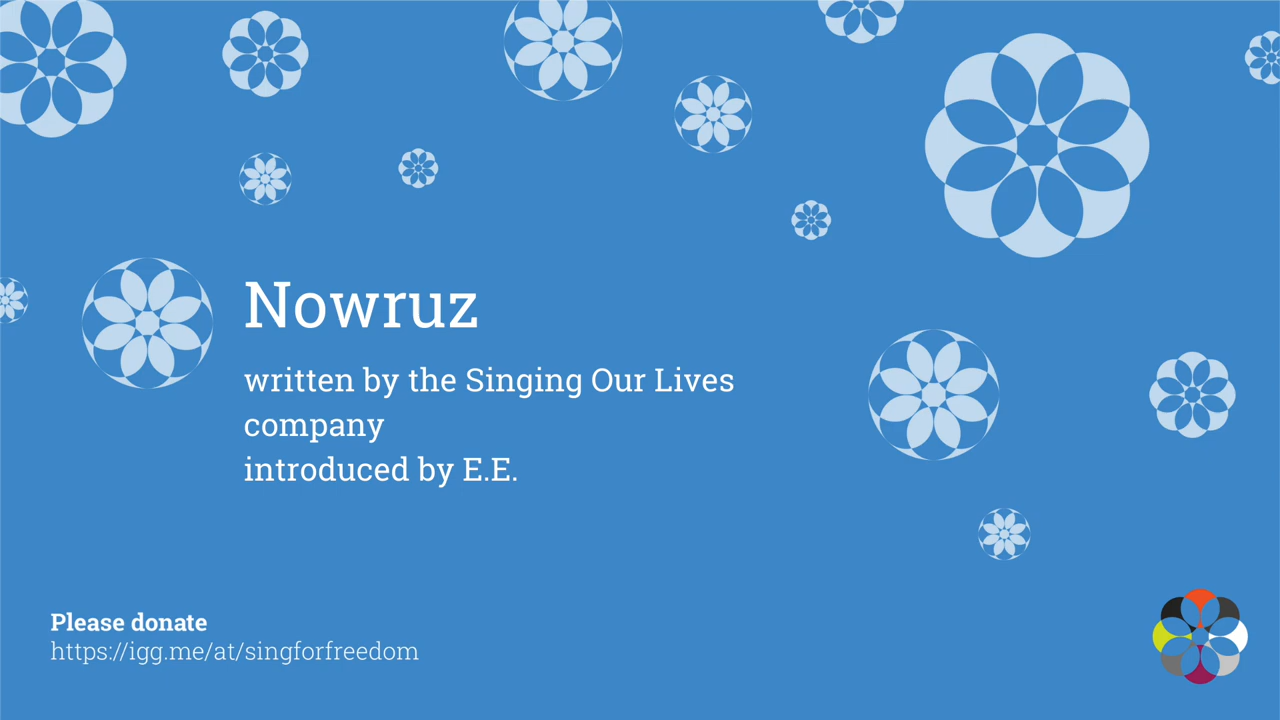 Nowruz
written by the Singing Our Lives
company
introduced by E.E.
Please donate
https://igg.me/at/singforfreedom